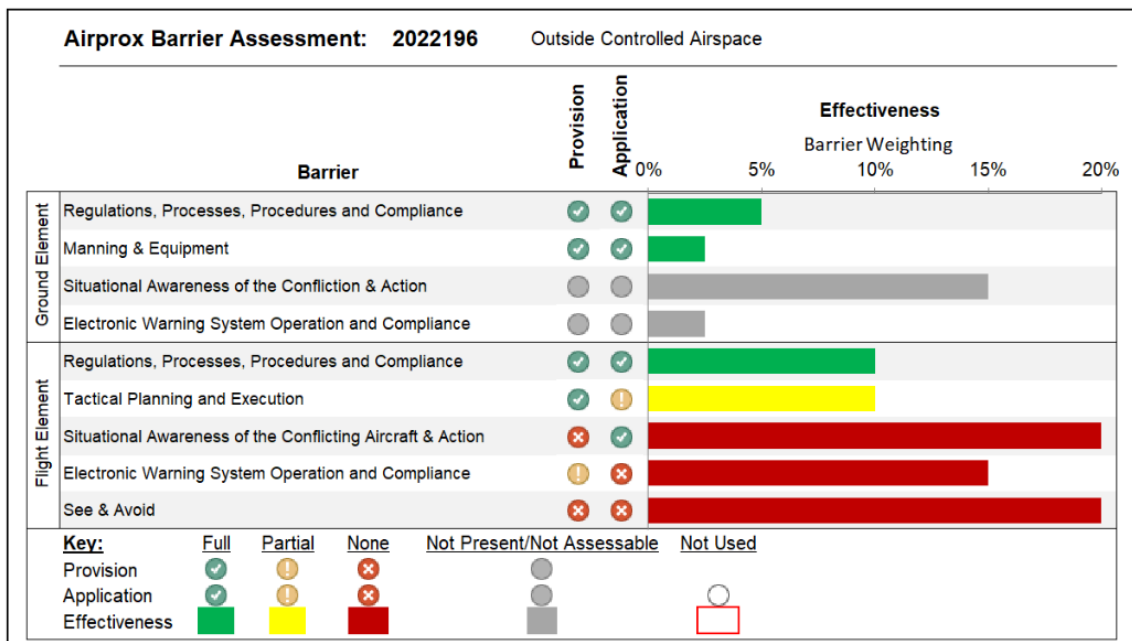 Airprox Barrier Assessment: 2022196 Outside Controlled Airspace
Effectiveness
Barrier Weighting
Barrier Provision Application 0% 5% 10% 15% 20%
Ground Element
Regulations, Processes, Procedures and Compliance
Manning & Equipment
Situational Awareness of the Confliction & Action
Electronic Warning System Operation and Compliance
Flight Element
Regulations, Processes, Procedures and Compliance
Tactical Planning and Execution
Situational Awareness of the Conflicting Aircraft & Action
Electronic Warning System Operation and Compliance
See & Avoid
Key: Full Partial None Not Present/Not Assessable Not Used
Provision
Application
Effectiveness